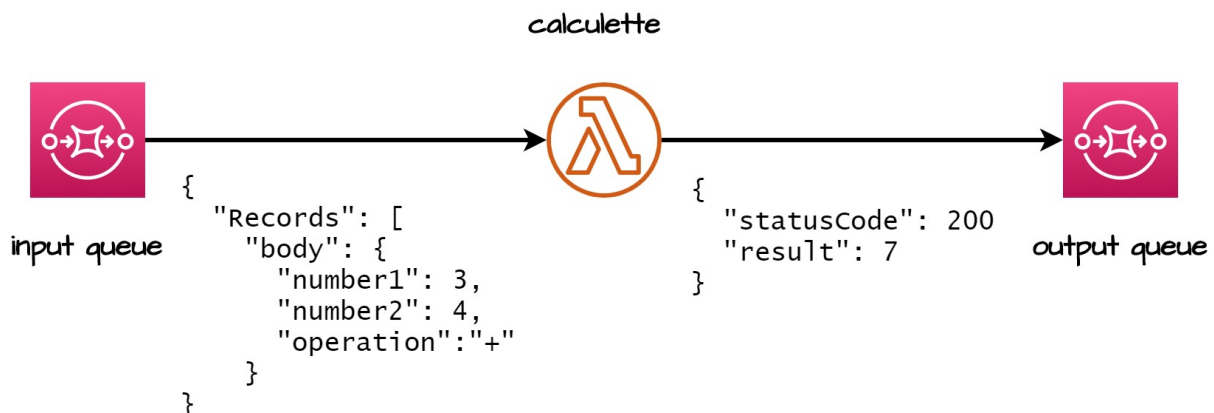 calculette
{
"Records": [
"body": {
"number1": 3,
"number2": 4,
"operation":"+"
}
}
{
"statusCode": 200
"result": 7
}
input queue
output queue